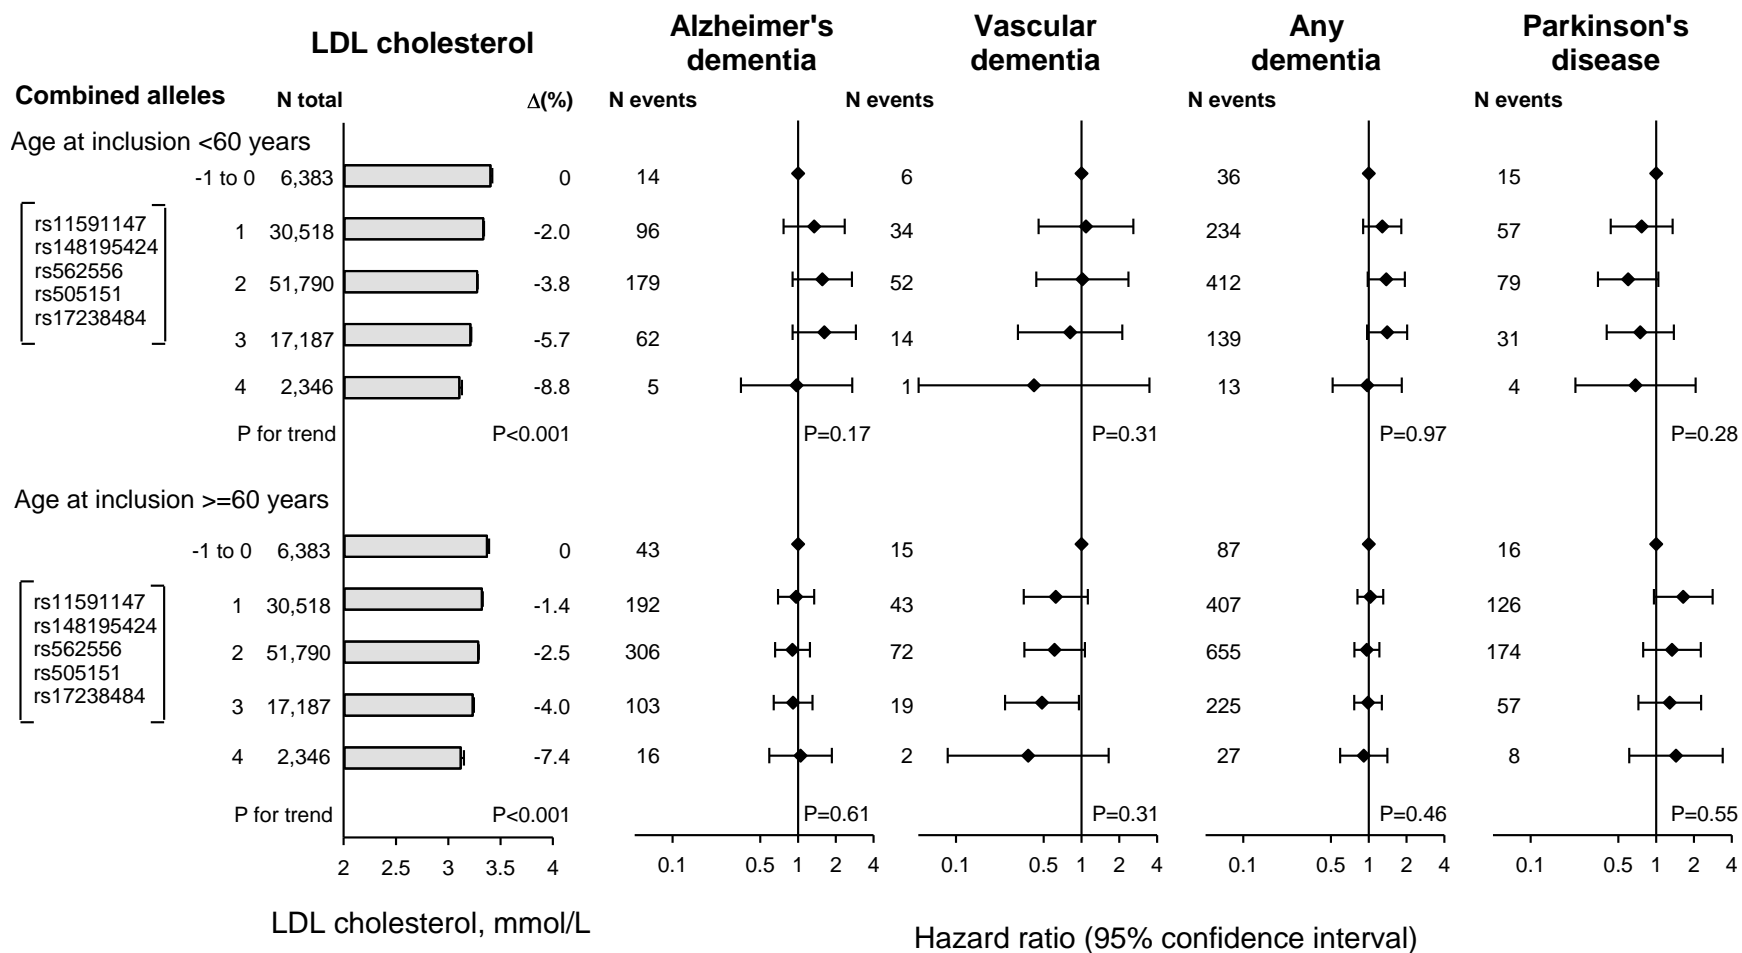 LDL cholesterol
Alzheimer's
dementia
Vascular
dementia
Any
dementia
Parkinson's
disease
Combined alleles N total Δ(%) N events N events N events N events
Age at inclusion <60 years
-1 to 0 6,383 0 14 6 36 15
rs11591147
rs148195424
rs562556
rs505151
rs17238484
1 30,518 -2.0 96 34 234 57
2 51,790 -3.8 179 52 412 79
3 17,187 -5.7 62 14 139 31
4 2,346 -8.8 5 1 13 4
P for trend P<0.001 P=0.17 P=0.31 P=0.97 P=0.28
Age at inclusion >=60 years
-1 to 0 6,383 0 43 15 87 16
rs11591147
rs148195424
rs562556
rs505151
rs17238484
1 30,518 -1.4 192 43 407 126
2 51,790 -2.5 306 72 655 174
3 17,187 -4.0 103 19 225 57
4 2,346 -7.4 16 2 27 8
P for trend P<0.001 P=0.61 P=0.31 P=0.46 P=0.55
2 2.5 3 3.5 4 0.1 0.5 1 2 4 0.1 0.5 1 2 4 0.1 0.5 1 2 4 0.1 0.5 1 2 4
LDL cholesterol, mmol/L
Hazard ratio (95% confidence interval)